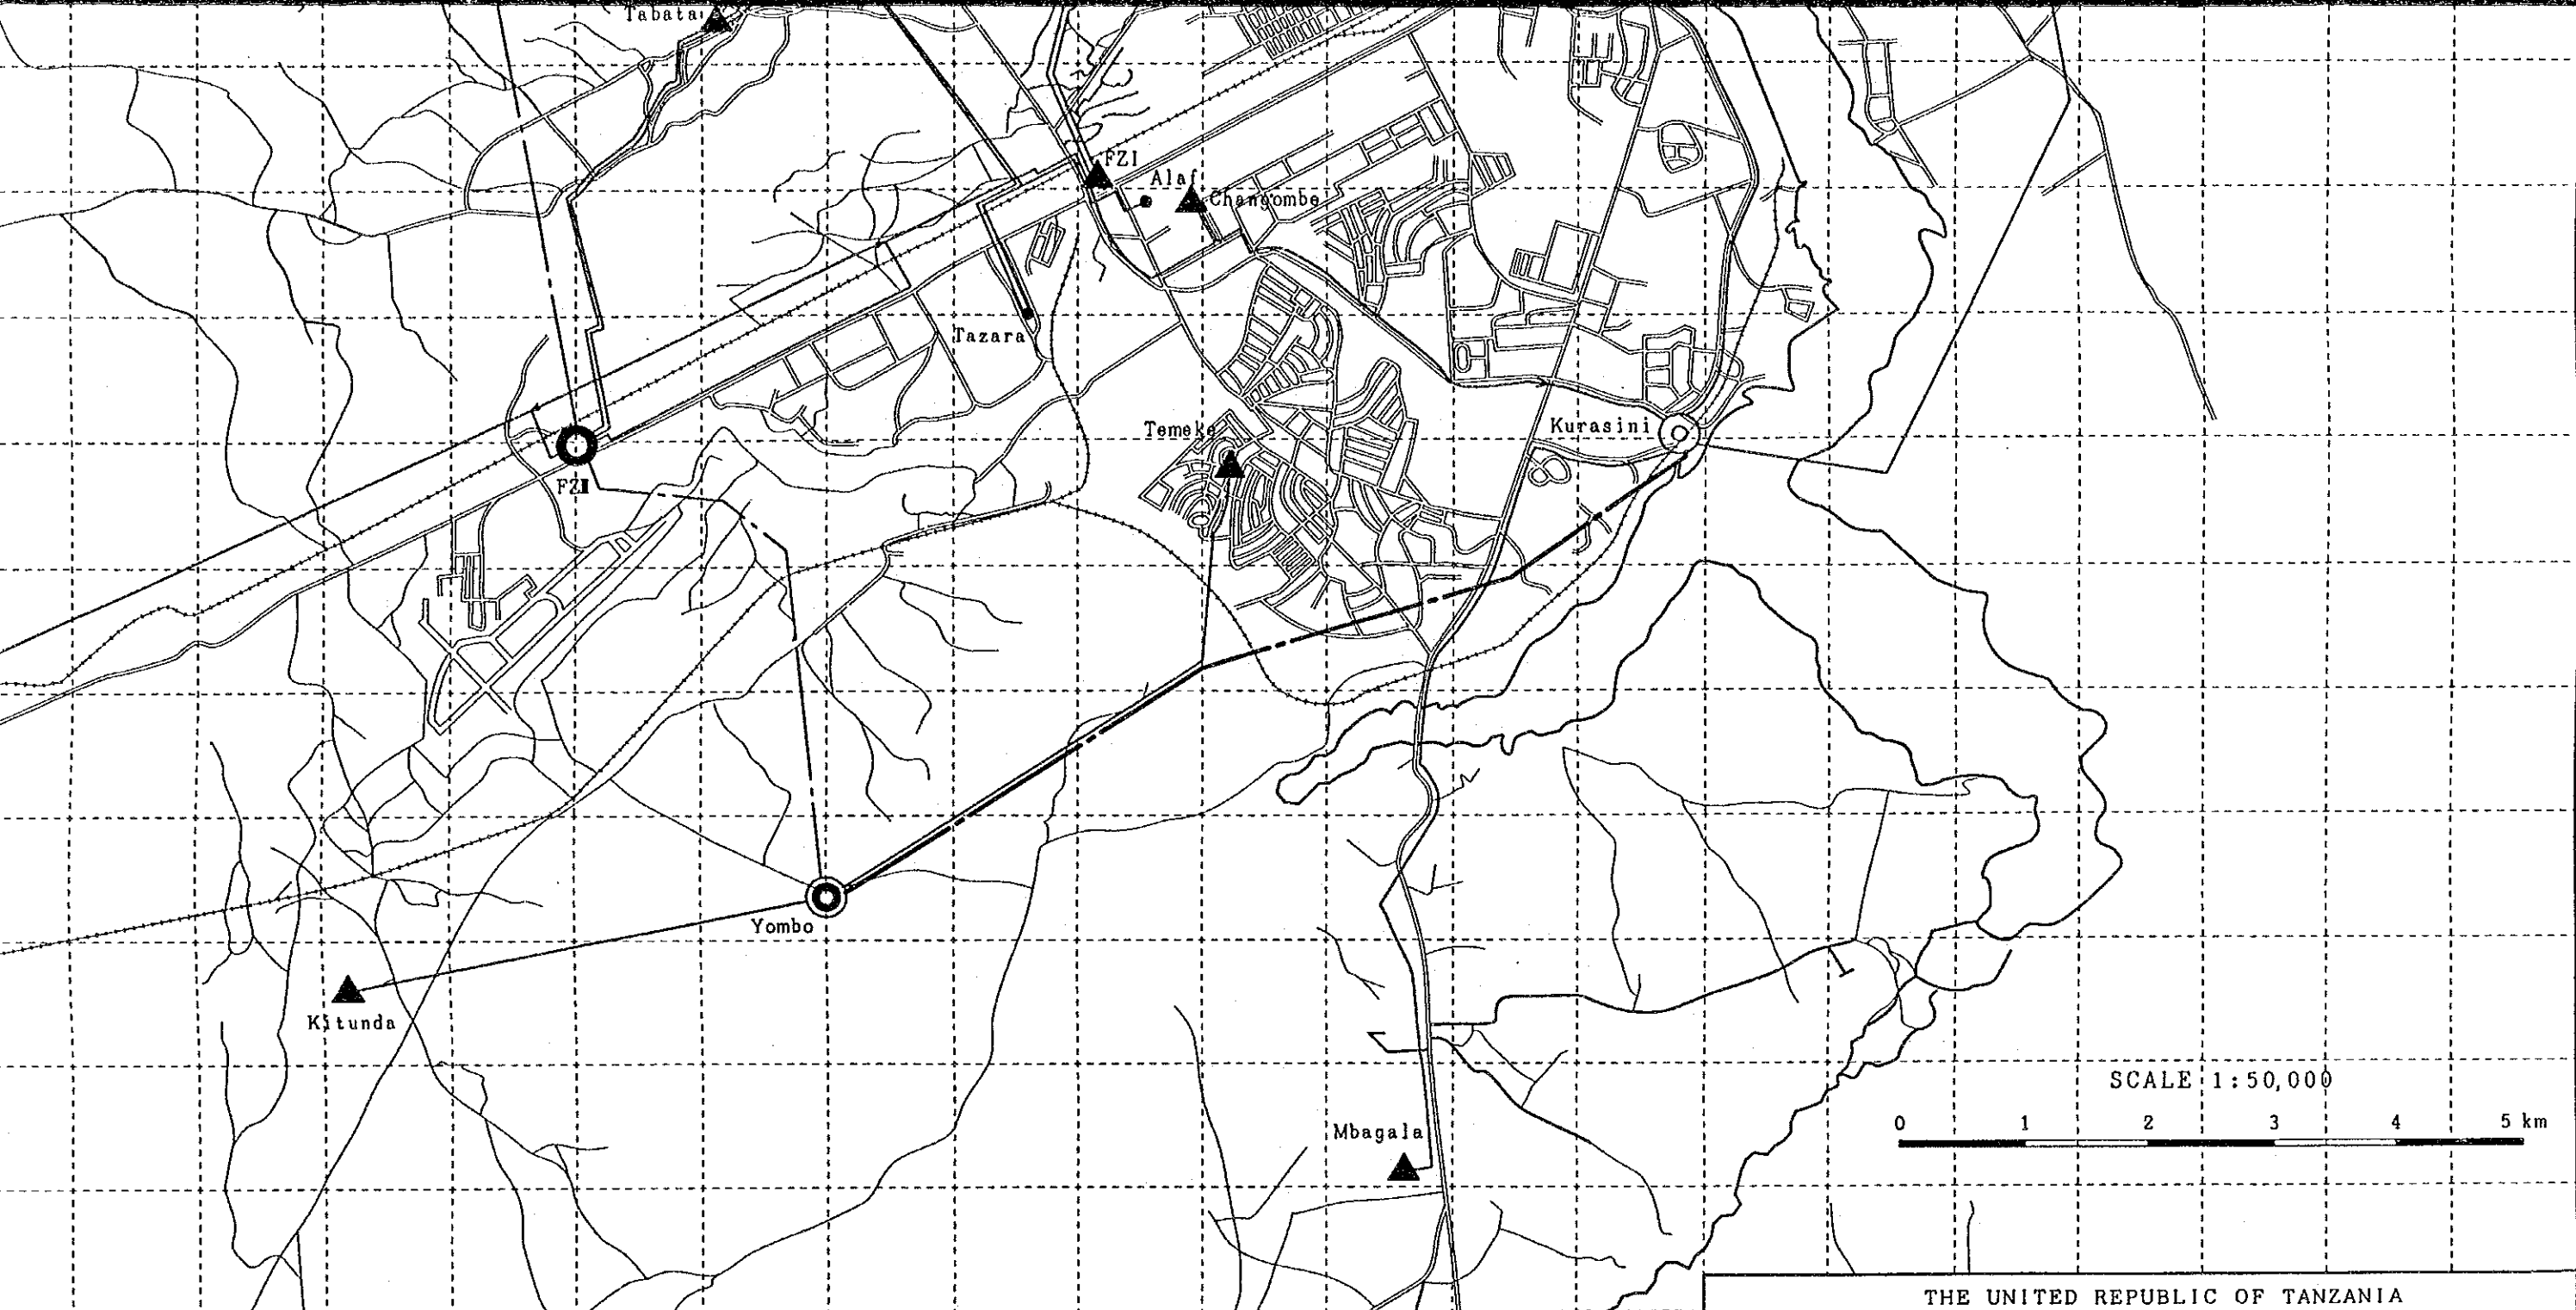 Tabata
FZI
Alaf
Changombe
Tazara
Temeke
Kurasini
FZII
Yombo
Kitunda
SCALE 1:50,000
0 1 2 3 4 5 km
Mbagala
THE UNITED REPUBLIC OF TANZANIA